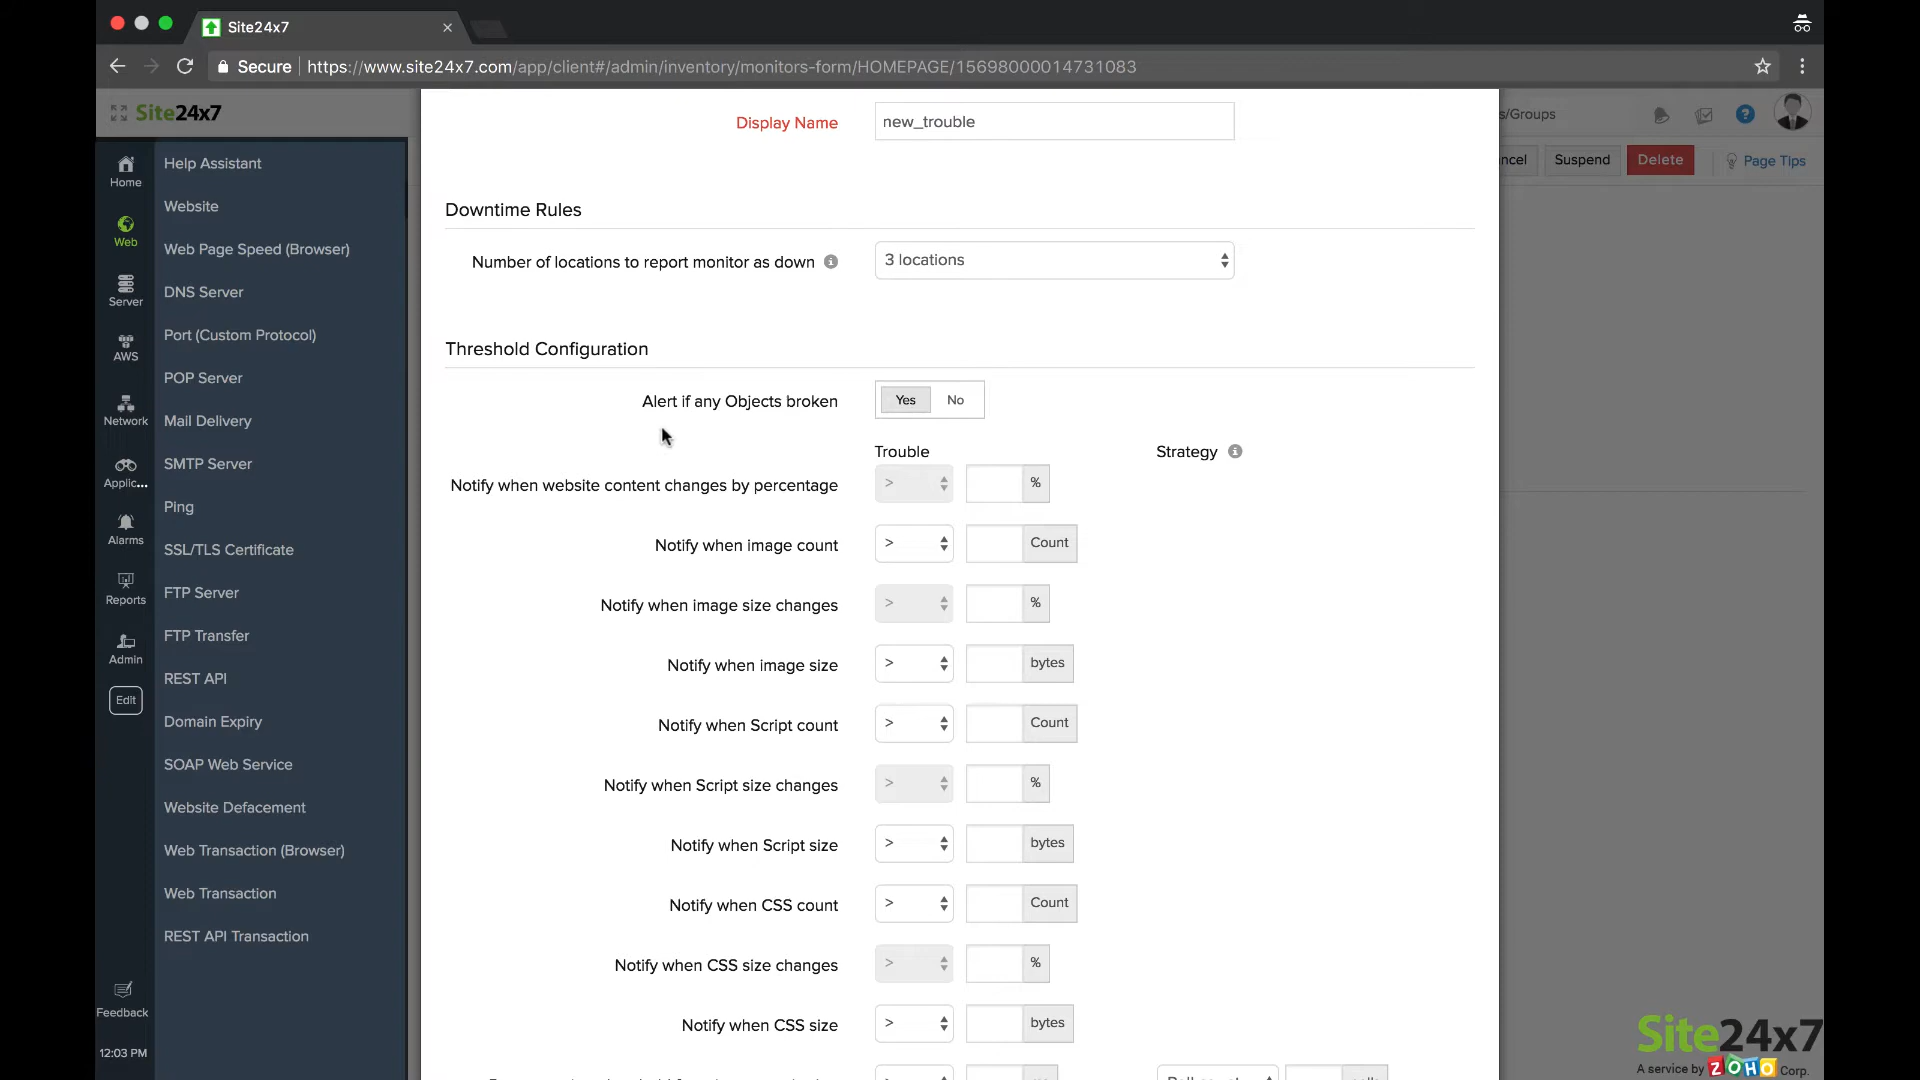 Site24x7
Secure https://www.site24x7.com/app/client#/admin/inventory/monitors-form/HOMEPAGE/15698000014731083
Site24x7
s/Groups
ncel
Suspend
Delete
Page Tips
Home
Web
Server
AWS
Network
Applic...
Alarms
Reports
Admin
Edit
Feedback
12:03 PM
Help Assistant
Website
Web Page Speed (Browser)
DNS Server
Port (Custom Protocol)
POP Server
Mail Delivery
SMTP Server
Ping
SSL/TLS Certificate
FTP Server
FTP Transfer
REST API
Domain Expiry
SOAP Web Service
Website Defacement
Web Transaction (Browser)
Web Transaction
REST API Transaction
Display Name new_trouble
Downtime Rules
Number of locations to report monitor as down 3 locations
Threshold Configuration
Alert if any Objects broken Yes No
Trouble Strategy
Notify when website content changes by percentage > %
Notify when image count > Count
Notify when image size changes > %
Notify when image size > bytes
Notify when Script count > Count
Notify when Script size changes > %
Notify when Script size > bytes
Notify when CSS count > Count
Notify when CSS size changes > %
Notify when CSS size > bytes
Site24x7
A service by ZOHO Corp.